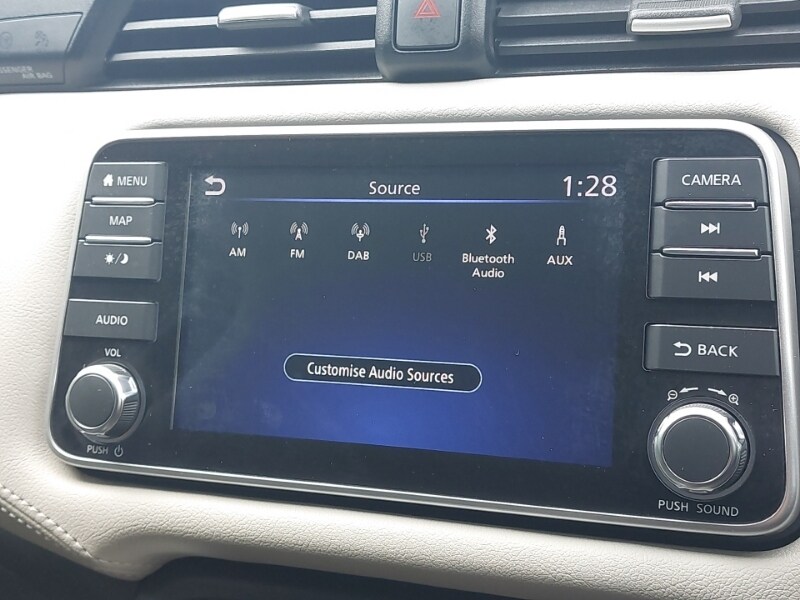 PASSENGER
AIR BAG
MENU
MAP
AUDIO
VOL
PUSH
Source
1:28
AM
FM
DAB
USB
Bluetooth
Audio
AUX
Customise Audio Sources
CAMERA
BACK
PUSH SOUND